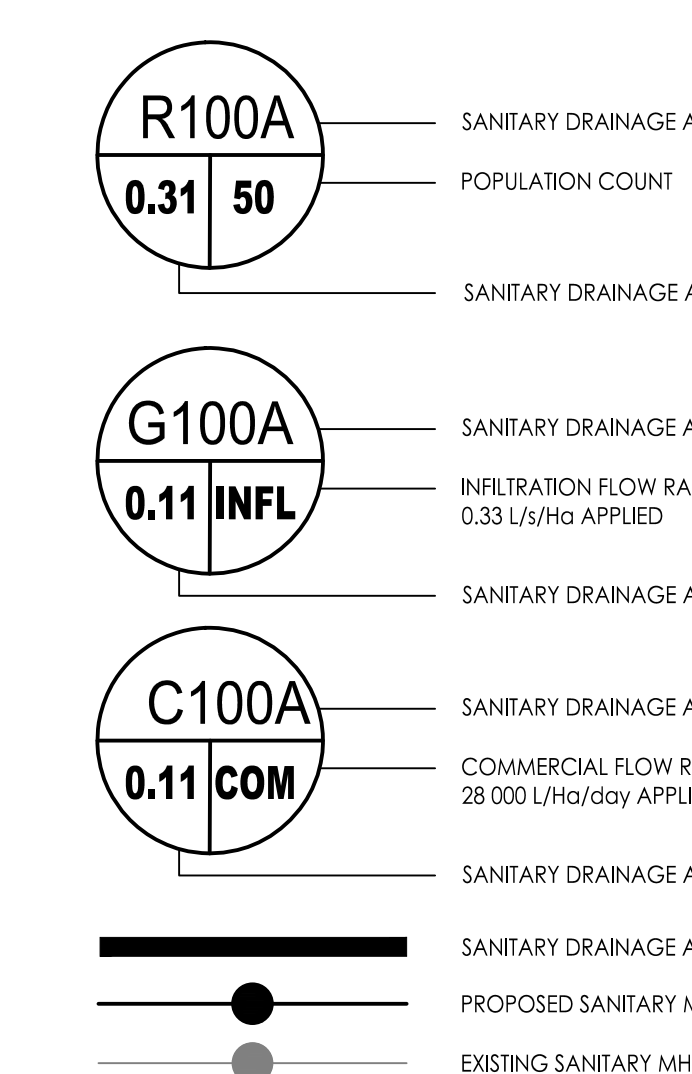 R100A
SANITARY DRAINAGE A
0.31 50
POPULATION COUNT
SANITARY DRAINAGE A
G100A
SANITARY DRAINAGE A
0.11 INFL
INFILTRATION FLOW RA
0.33 L/s/Ha APPLIED
SANITARY DRAINAGE A
C100A
SANITARY DRAINAGE A
0.11 COM
COMMERCIAL FLOW R
28 000 L/Ha/day APPLI
SANITARY DRAINAGE A
SANITARY DRAINAGE A
PROPOSED SANITARY M
EXISTING SANITARY MH